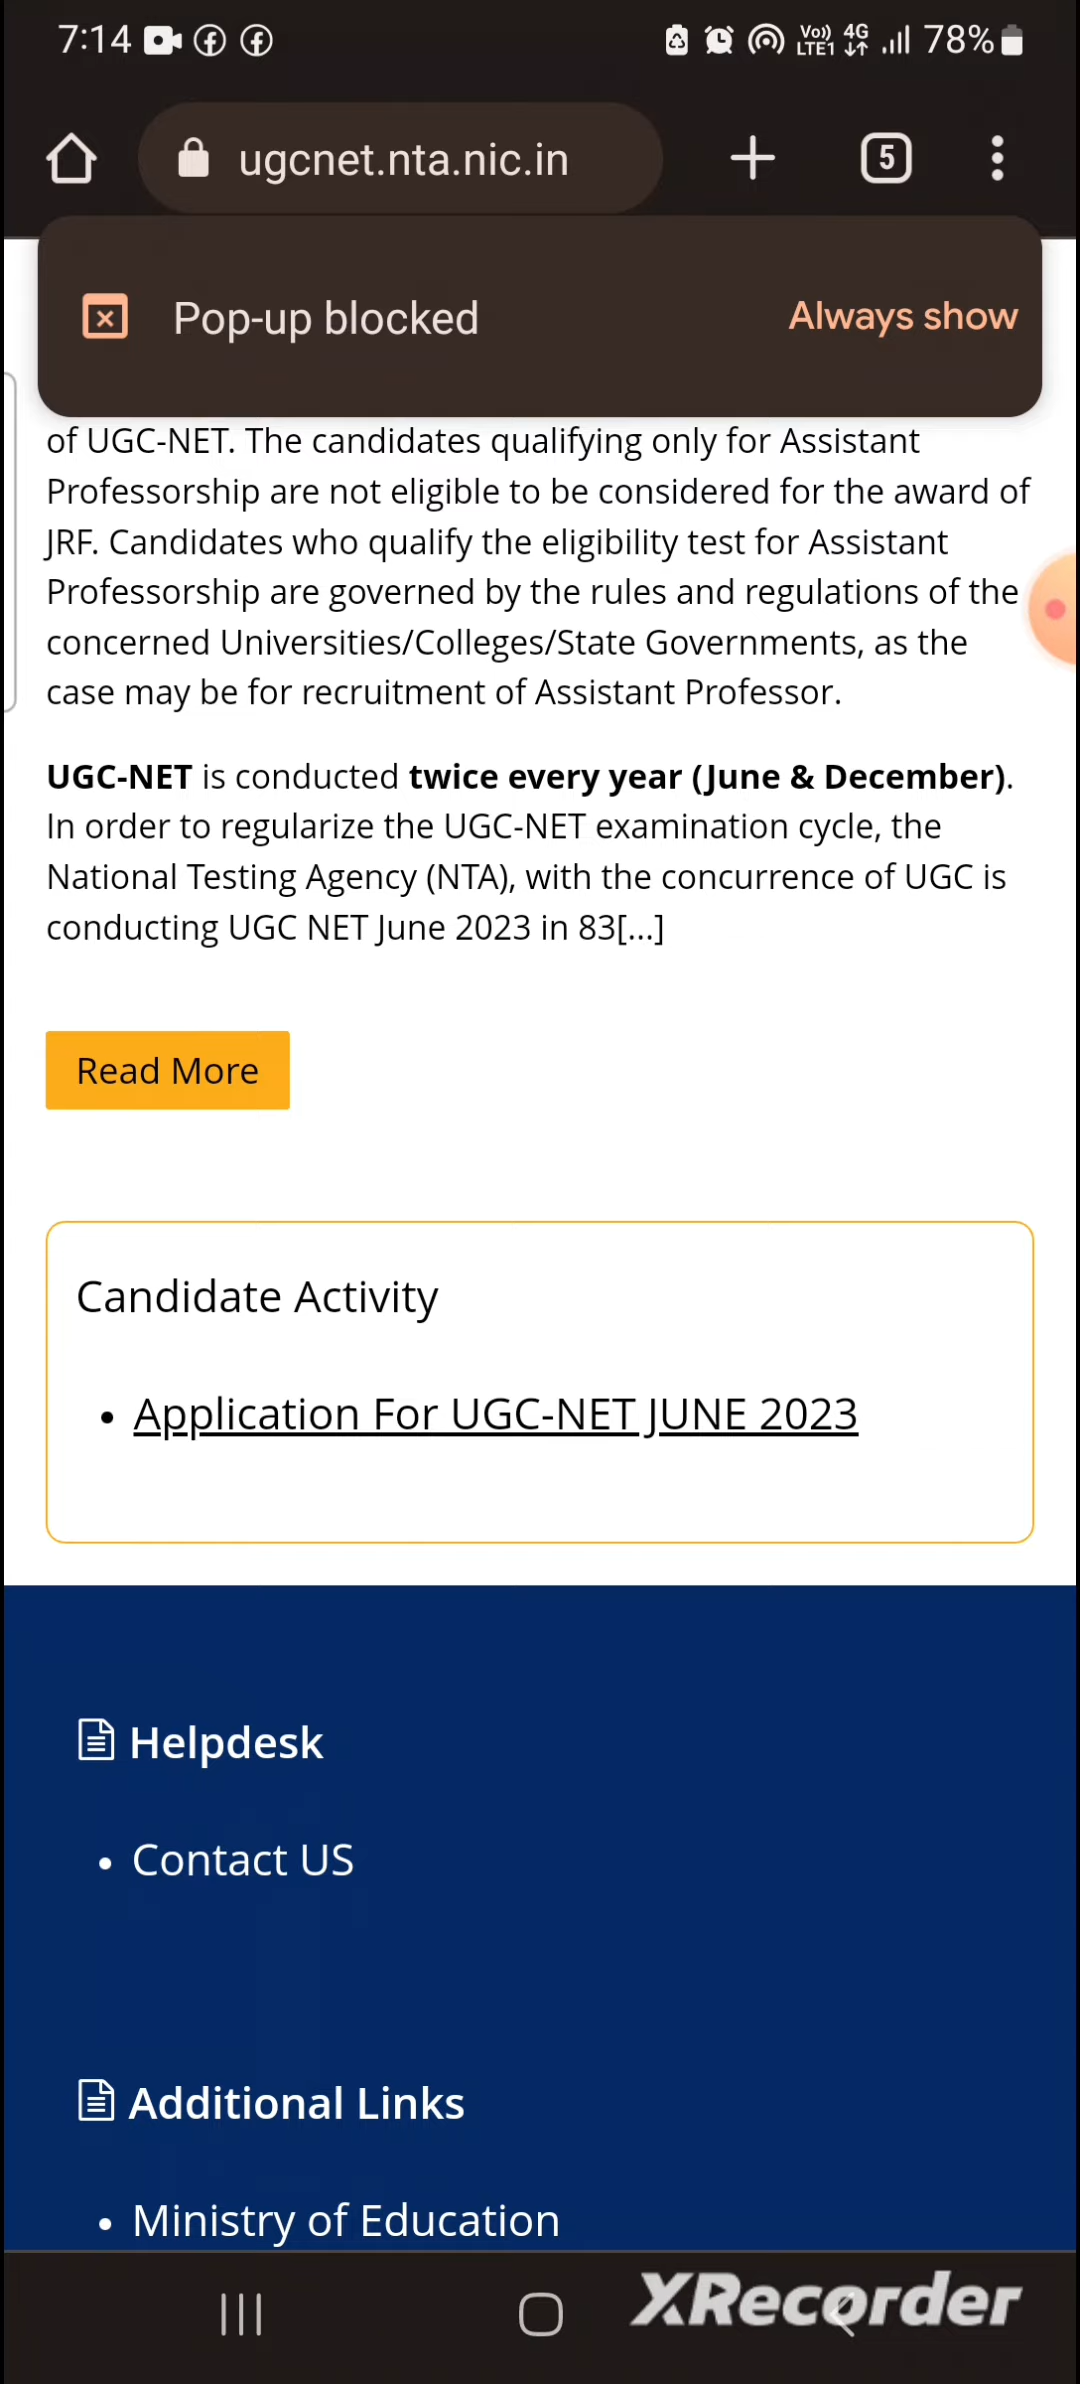 7:14
Vo)) 4G
LTE1
78%
ugcnet.nta.nic.in
5
Pop-up blocked
Always show
of UGC-NET. The candidates qualifying only for Assistant
Professorship are not eligible to be considered for the award of
JRF. Candidates who qualify the eligibility test for Assistant
Professorship are governed by the rules and regulations of the
concerned Universities/Colleges/State Governments, as the
case may be for recruitment of Assistant Professor.
UGC-NET is conducted twice every year (June & December).
In order to regularize the UGC-NET examination cycle, the
National Testing Agency (NTA), with the concurrence of UGC is
conducting UGC NET June 2023 in 83[...]
Read More
Candidate Activity
• Application For UGC-NET JUNE 2023
Helpdesk
• Contact US
Additional Links
• Ministry of Education
XRecorder